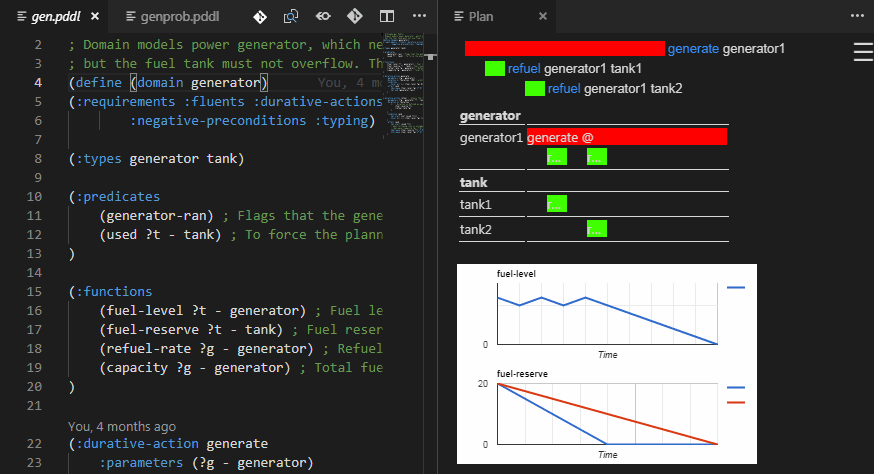 gen.pddl
genprob.pddl
2 ; Domain models power generator, which ne
3 ; but the fuel tank must not overflow. Th
4 (define (domain generator) You, 4 m
5 (:requirements :fluents :durative-actions
6 :negative-preconditions :typing)
7
8 (:types generator tank)
9
10 (:predicates
11 (generator-ran) ; Flags that the gene
12 (used ?t - tank) ; To force the plann
13 )
14
15 (:functions
16 (fuel-level ?t - generator) ; Fuel le
17 (fuel-reserve ?t - tank) ; Fuel reser
18 (refuel-rate ?g - generator) ; Refuel
19 (capacity ?g - generator) ; Total fue
20 )
21
You, 4 months ago
22 (:durative-action generate
23 :parameters (?g - generator)
Plan
generate generator1
refuel generator1 tank1
refuel generator1 tank2
generator
generator1 generate @
r... r...
tank
tank1 r...
tank2 r...
fuel-level
0
Time
fuel-reserve
20
0
Time